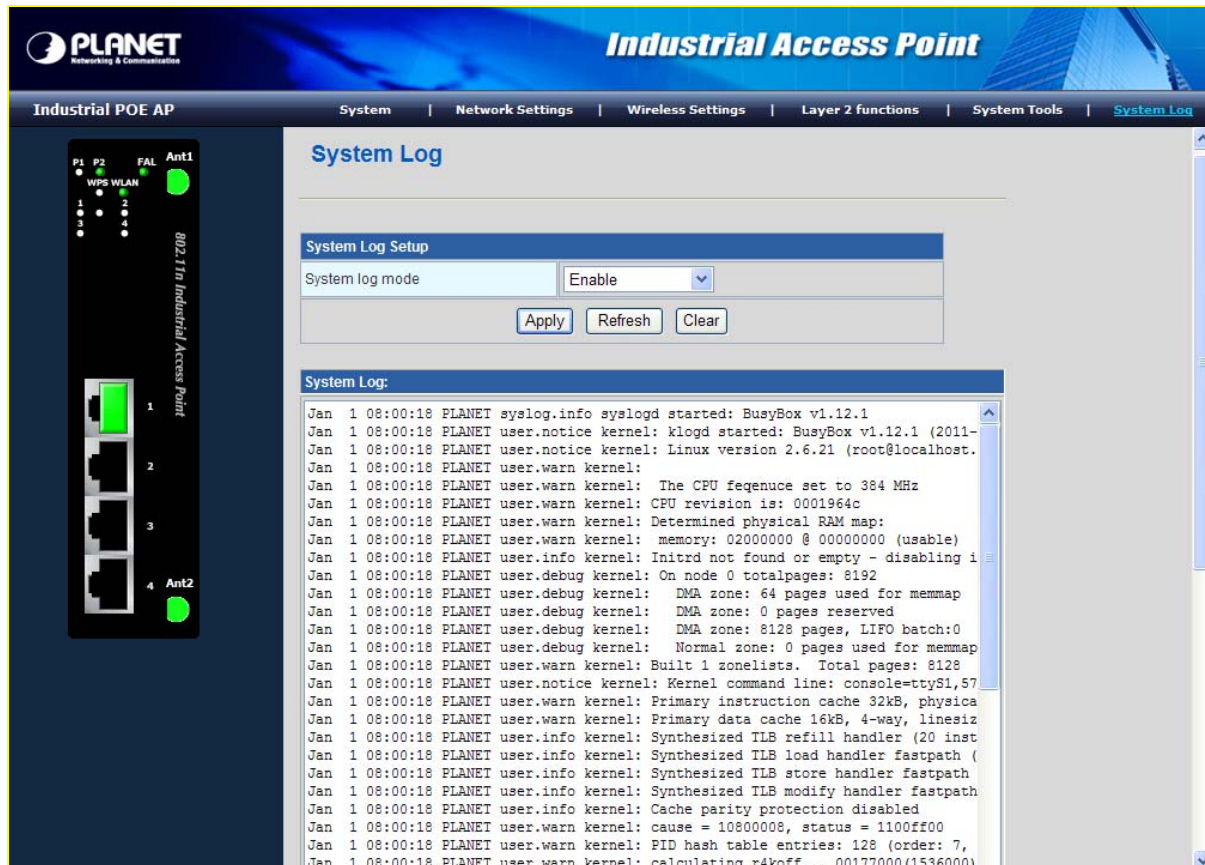 PLANET
Networking & Communication
Industrial Access Point
Industrial POE AP
System | Network Settings | Wireless Settings | Layer 2 functions | System Tools | System Log
P1 P2 FAL Ant1
WPS WLAN
1 2
3 4
802.11n Industrial Access Point
1
2
3
4 Ant2
System Log
System Log Setup
System log mode Enable
Apply Refresh Clear
System Log:
Jan 1 08:00:18 PLANET syslog.info syslogd started: BusyBox v1.12.1
Jan 1 08:00:18 PLANET user.notice kernel: klogd started: BusyBox v1.12.1 (2011-
Jan 1 08:00:18 PLANET user.notice kernel: Linux version 2.6.21 (root@localhost.
Jan 1 08:00:18 PLANET user.warn kernel:
Jan 1 08:00:18 PLANET user.warn kernel: The CPU feqenuce set to 384 MHz
Jan 1 08:00:18 PLANET user.warn kernel: CPU revision is: 0001964c
Jan 1 08:00:18 PLANET user.warn kernel: Determined physical RAM map:
Jan 1 08:00:18 PLANET user.warn kernel: memory: 02000000 @ 00000000 (usable)
Jan 1 08:00:18 PLANET user.info kernel: Initrd not found or empty - disabling i
Jan 1 08:00:18 PLANET user.debug kernel: On node 0 totalpages: 8192
Jan 1 08:00:18 PLANET user.debug kernel: DMA zone: 64 pages used for memmap
Jan 1 08:00:18 PLANET user.debug kernel: DMA zone: 0 pages reserved
Jan 1 08:00:18 PLANET user.debug kernel: DMA zone: 8128 pages, LIFO batch:0
Jan 1 08:00:18 PLANET user.debug kernel: Normal zone: 0 pages used for memmap
Jan 1 08:00:18 PLANET user.warn kernel: Built 1 zonelists. Total pages: 8128
Jan 1 08:00:18 PLANET user.notice kernel: Kernel command line: console=ttyS1,57
Jan 1 08:00:18 PLANET user.warn kernel: Primary instruction cache 32kB, physica
Jan 1 08:00:18 PLANET user.warn kernel: Primary data cache 16kB, 4-way, linesiz
Jan 1 08:00:18 PLANET user.info kernel: Synthesized TLB refill handler (20 inst
Jan 1 08:00:18 PLANET user.info kernel: Synthesized TLB load handler fastpath (
Jan 1 08:00:18 PLANET user.info kernel: Synthesized TLB store handler fastpath
Jan 1 08:00:18 PLANET user.info kernel: Synthesized TLB modify handler fastpath
Jan 1 08:00:18 PLANET user.info kernel: Cache parity protection disabled
Jan 1 08:00:18 PLANET user.warn kernel: cause = 10800008, status = 1100ff00
Jan 1 08:00:18 PLANET user.warn kernel: PID hash table entries: 128 (order: 7,
Jan 1 08:00:18 PLANET user.warn kernel: calculating r4koff... 00177000(1536000)